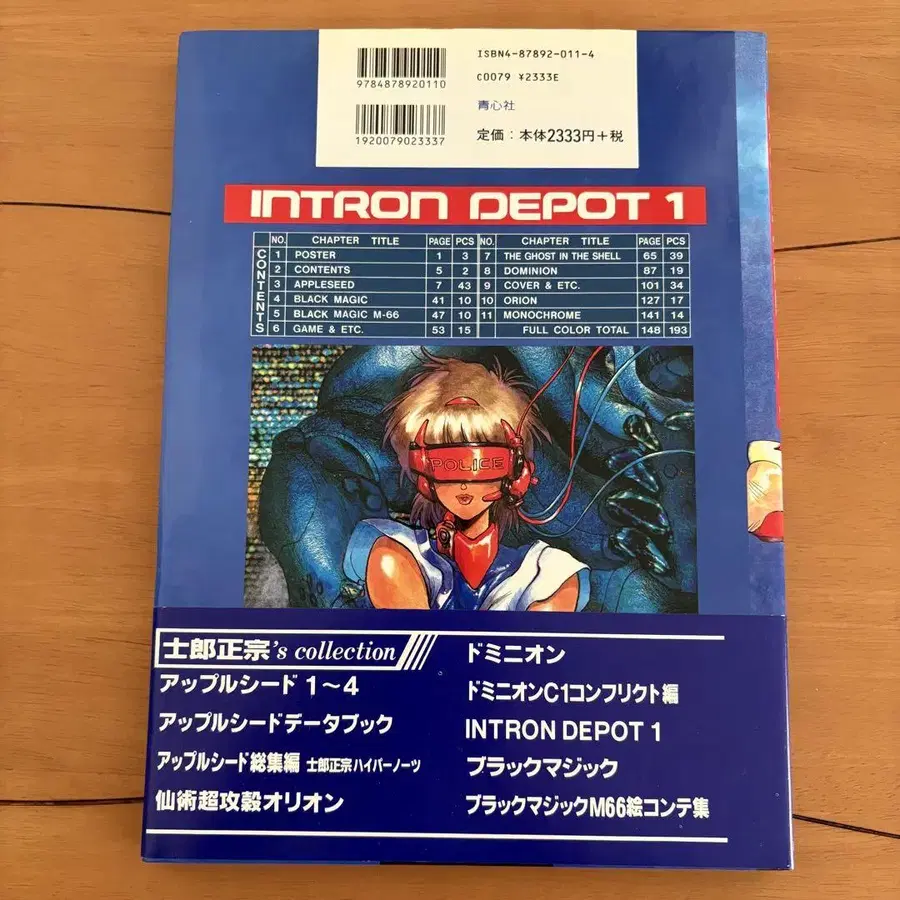 ISBN4-87892-011-4
9784878920110
C0079 ¥2333E
青心社
1920079023337
定価：本体2333円＋税
INTRON DEPOT 1
CONTENTS
NO. CHAPTER TITLE PAGE PCS NO. CHAPTER TITLE PAGE PCS
1 POSTER 1 3 7 THE GHOST IN THE SHELL 65 39
2 CONTENTS 5 2 8 DOMINION 87 19
3 APPLESEED 7 43 9 COVER & ETC. 101 34
4 BLACK MAGIC 41 10 10 ORION 127 17
5 BLACK MAGIC M-66 47 10 11 MONOCHROME 141 14
6 GAME & ETC. 53 15 FULL COLOR TOTAL 148 193
POLICE
士郎正宗's collection
アップルシード 1〜4
アップルシードデータブック
アップルシード総集編 士郎正宗ハイパーノーツ
仙術超攻殻オリオン
ドミニオン
ドミニオンC1コンフリクト編
INTRON DEPOT 1
ブラックマジック
ブラックマジックM66絵コンテ集